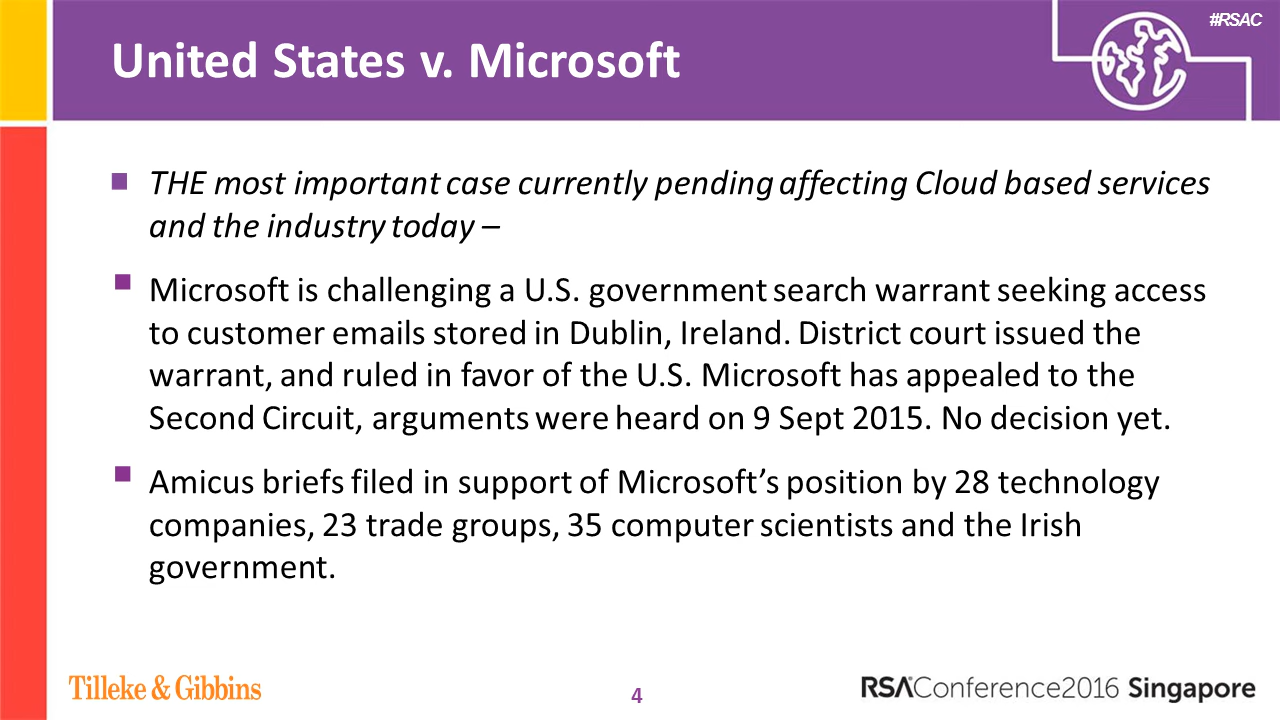 #RSAC
United States v. Microsoft
THE most important case currently pending affecting Cloud based services
and the industry today –
Microsoft is challenging a U.S. government search warrant seeking access
to customer emails stored in Dublin, Ireland. District court issued the
warrant, and ruled in favor of the U.S. Microsoft has appealed to the
Second Circuit, arguments were heard on 9 Sept 2015. No decision yet.
Amicus briefs filed in support of Microsoft’s position by 28 technology
companies, 23 trade groups, 35 computer scientists and the Irish
government.
Tilleke & Gibbins
4
RSAConference2016 Singapore